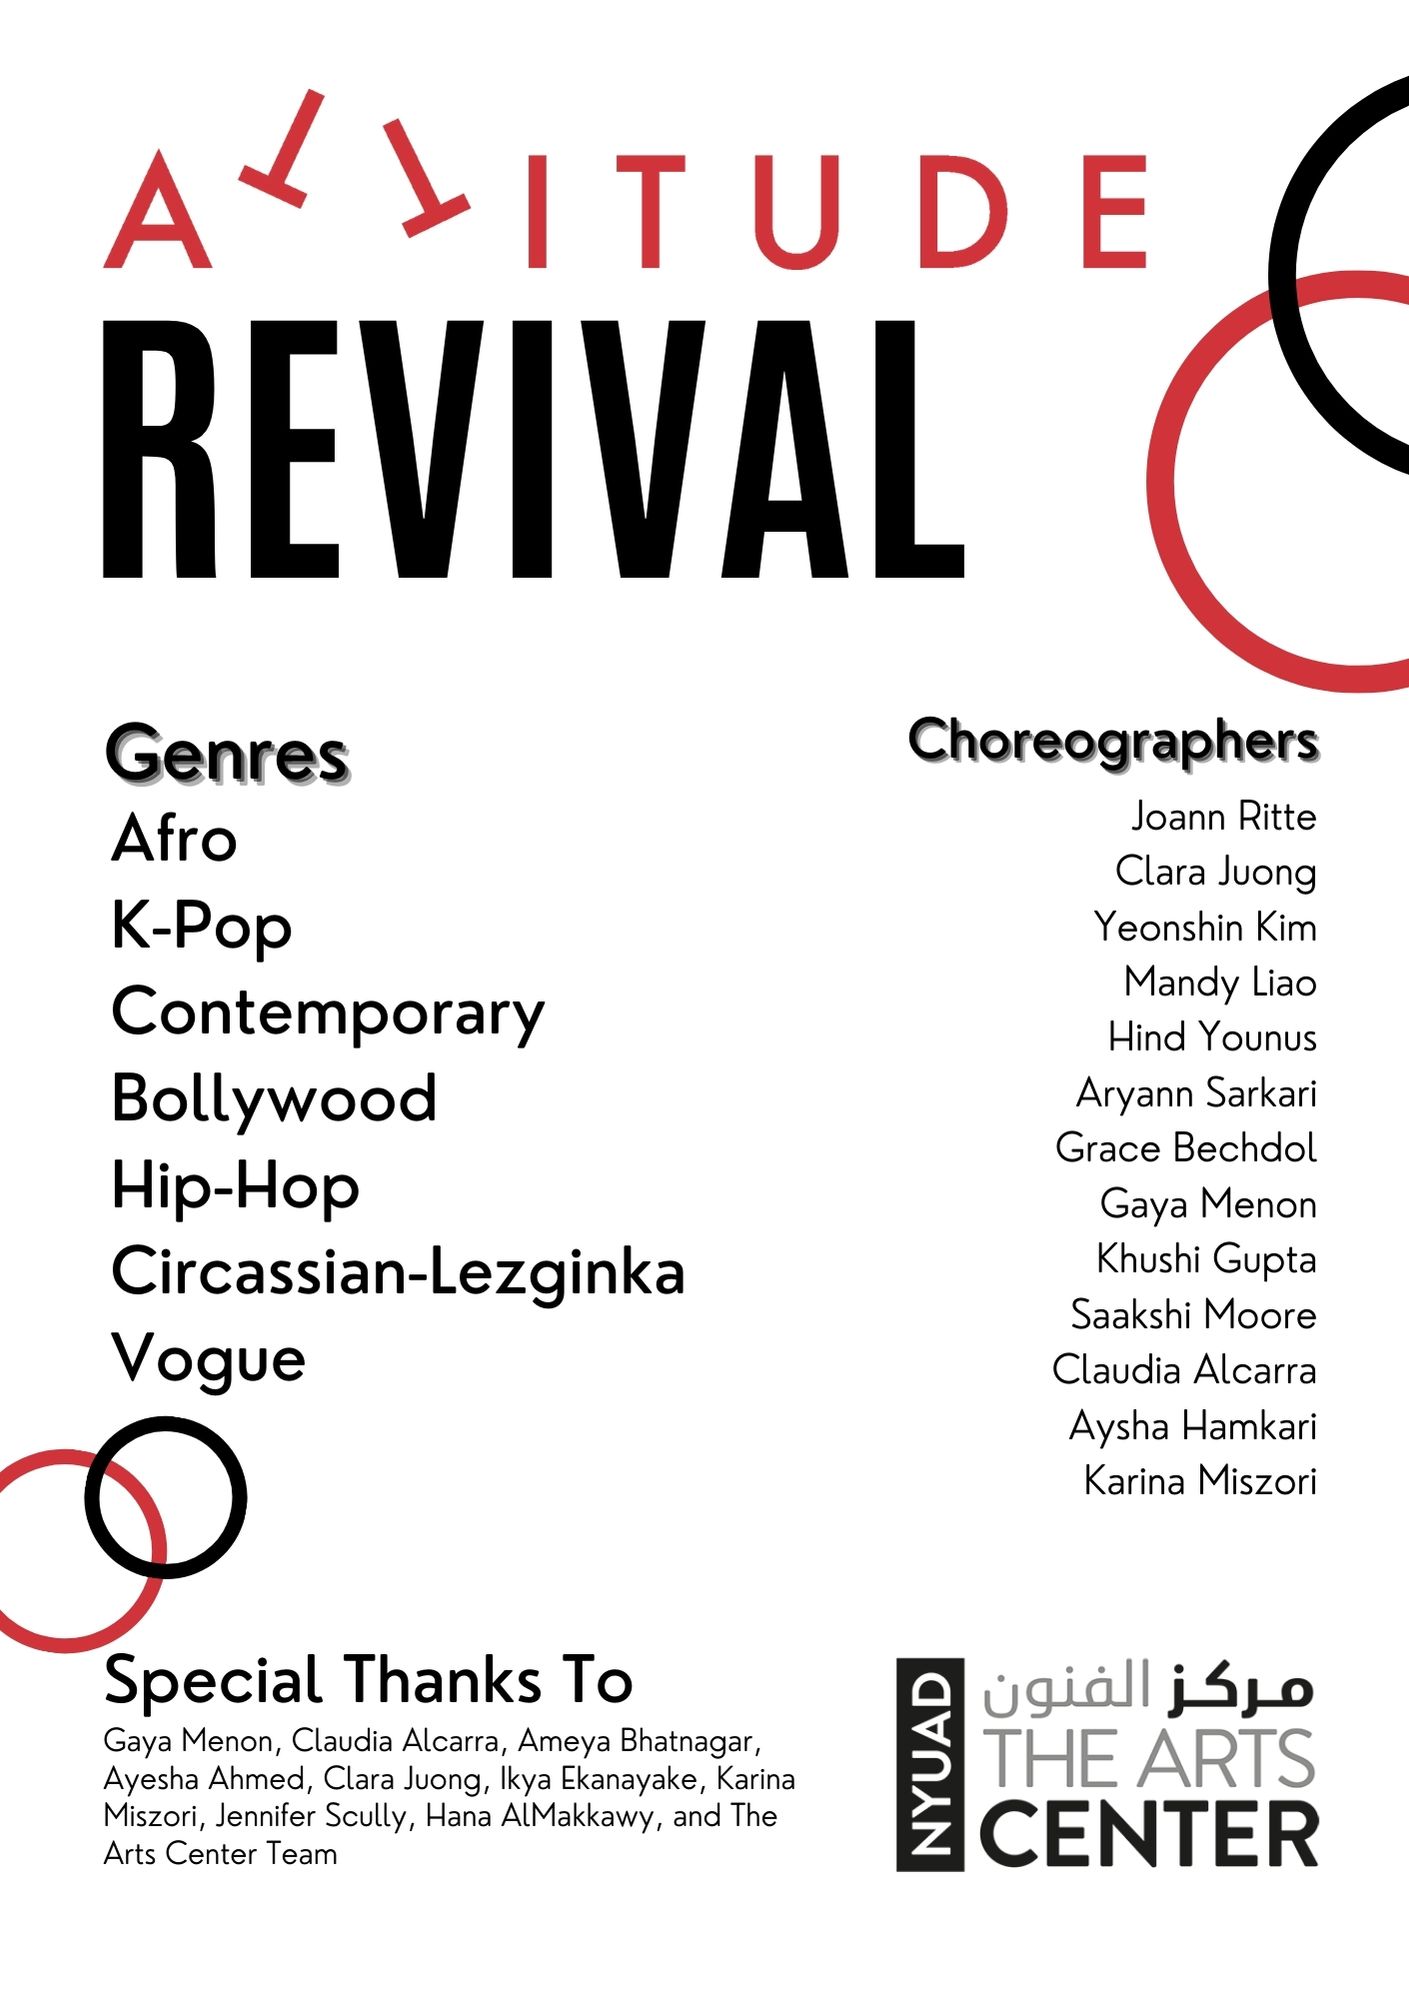 ATTITUDE
REVIVAL
Genres
Afro
K-Pop
Contemporary
Bollywood
Hip-Hop
Circassian-Lezginka
Vogue
Choreographers
Joann Ritte
Clara Juong
Yeonshin Kim
Mandy Liao
Hind Younus
Aryann Sarkari
Grace Bechdol
Gaya Menon
Khushi Gupta
Saakshi Moore
Claudia Alcarra
Aysha Hamkari
Karina Miszori
Special Thanks To
Gaya Menon, Claudia Alcarra, Ameya Bhatnagar,
Ayesha Ahmed, Clara Juong, Ikya Ekanayake, Karina
Miszori, Jennifer Scully, Hana AlMakkawy, and The
Arts Center Team
NYUAD
مركز الفنون
THE ARTS
CENTER